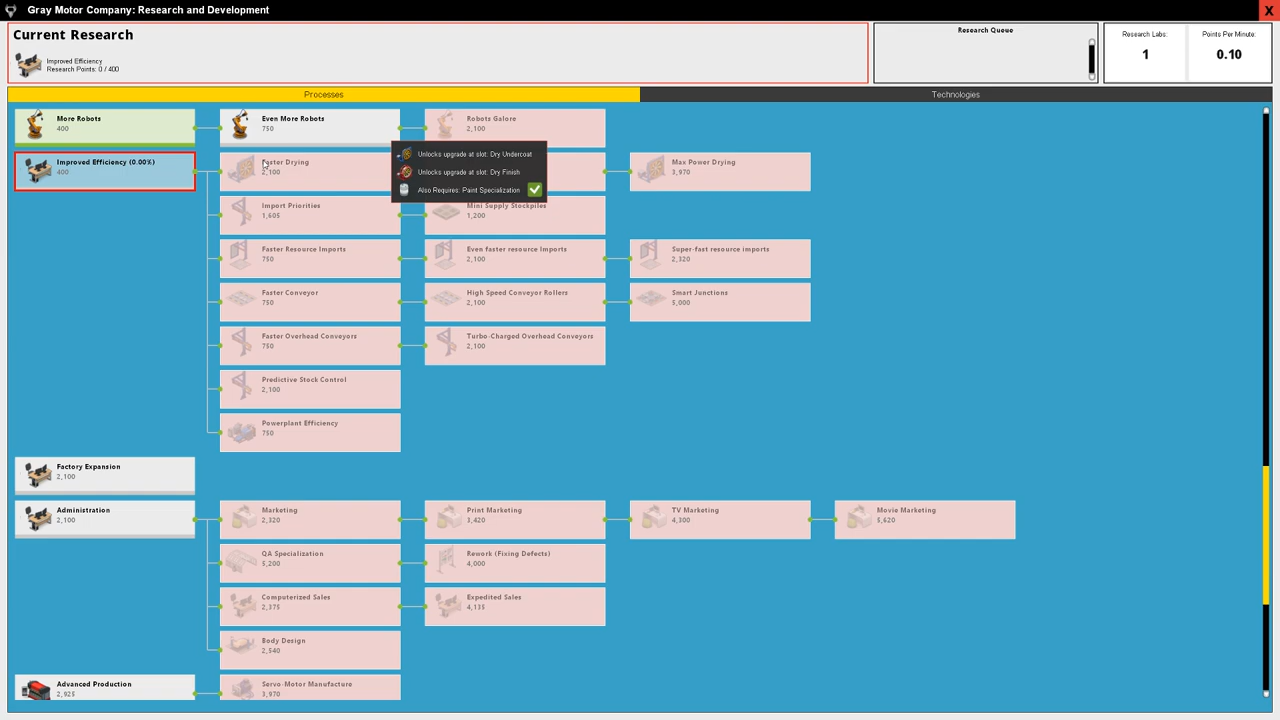 Gray Motor Company: Research and Development
X
Current Research
Improved Efficiency
Research Points: 0 / 400
Research Queue
Research Labs:
1
Points Per Minute:
0.10
Processes
Technologies
More Robots
400
Even More Robots
750
Robots Galore
2,100
Improved Efficiency (0.00%)
400
Faster Drying
2,100
Unlocks upgrade at slot: Dry Undercoat
Unlocks upgrade at slot: Dry Finish
Also Requires: Paint Specialization
Max Power Drying
3,970
Import Priorities
1,605
Mini Supply Stockpiles
1,200
Faster Resource Imports
750
Even faster resource Imports
2,100
Super-fast resource imports
2,320
Faster Conveyor
750
High Speed Conveyor Rollers
2,100
Smart Junctions
5,000
Faster Overhead Conveyors
750
Turbo-Charged Overhead Conveyors
2,100
Predictive Stock Control
2,100
Powerplant Efficiency
750
Factory Expansion
2,100
Administration
2,100
Marketing
2,320
Print Marketing
3,420
TV Marketing
4,300
Movie Marketing
5,620
QA Specialization
5,200
Rework (Fixing Defects)
4,000
Computerized Sales
2,375
Expedited Sales
4,135
Body Design
2,540
Advanced Production
2,925
Servo-Motor Manufacture
3,970